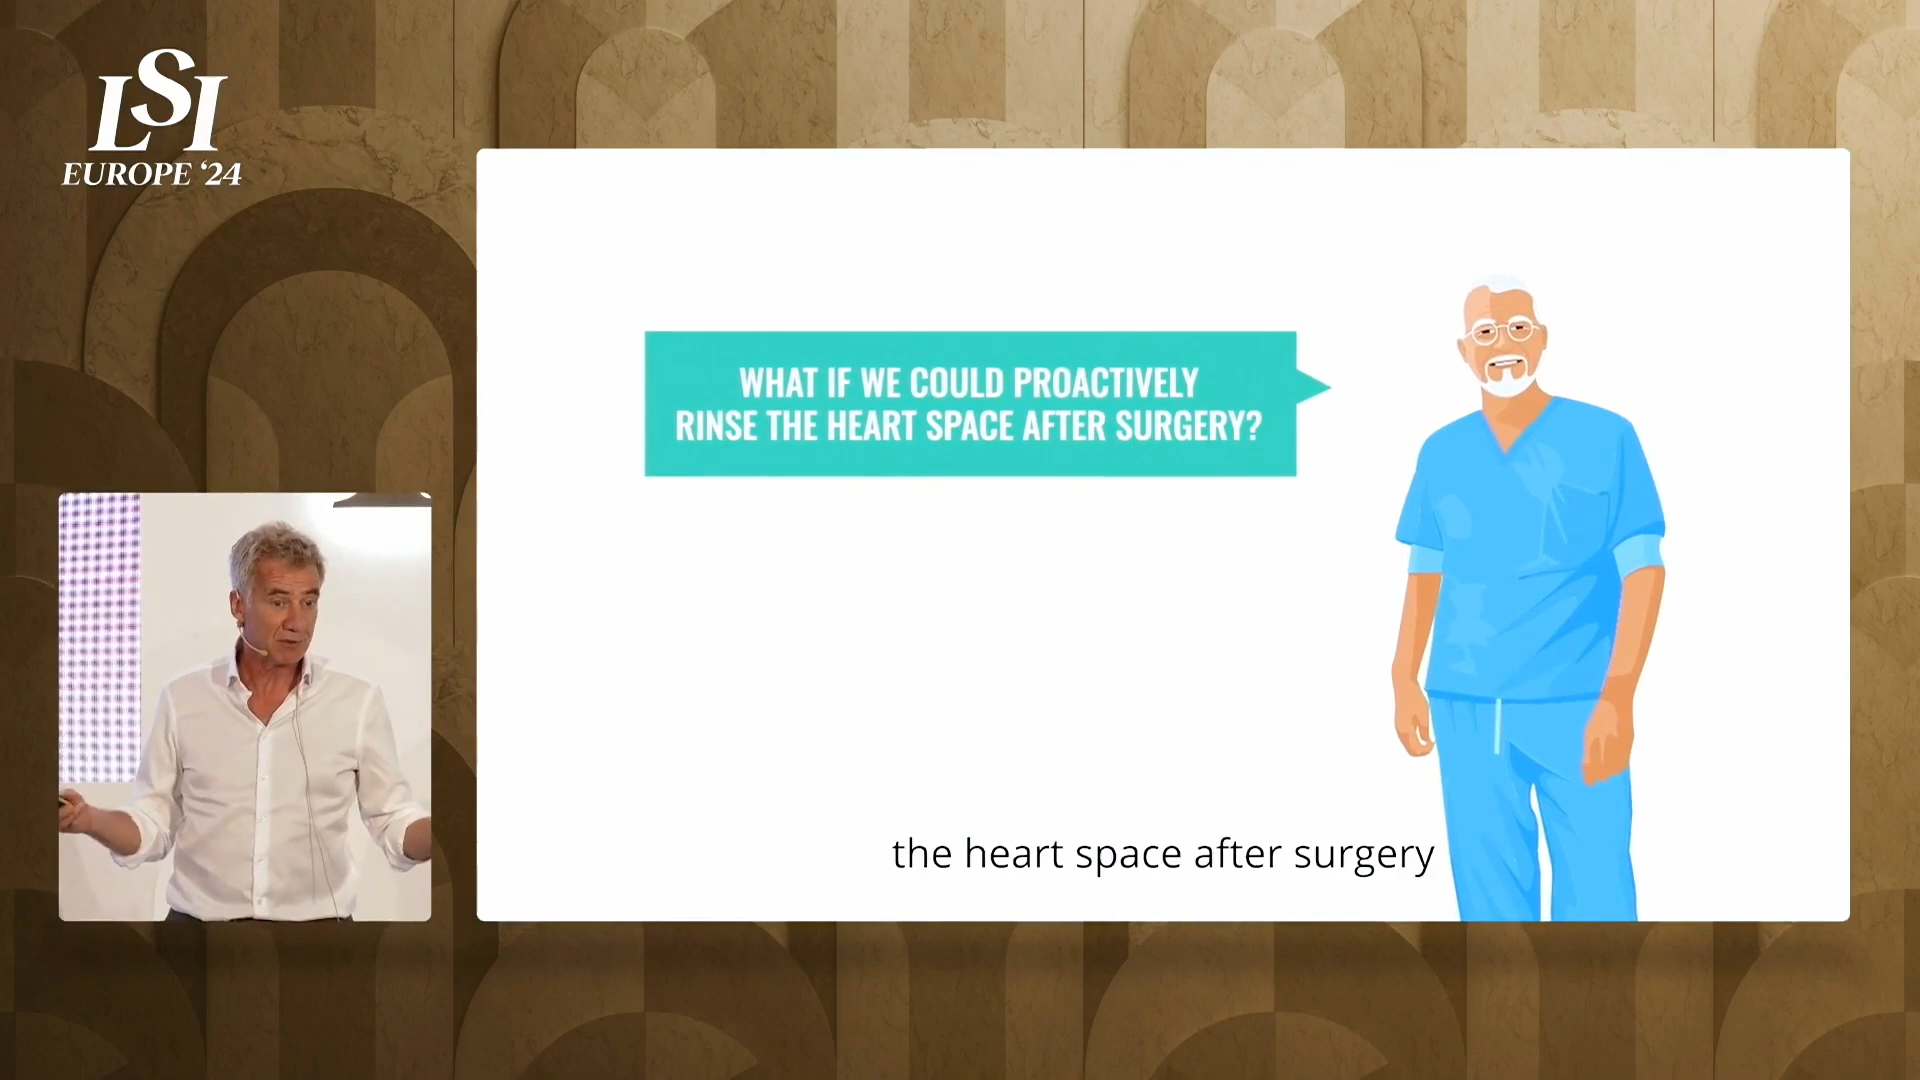 LSI
EUROPE ‘24
WHAT IF WE COULD PROACTIVELY
RINSE THE HEART SPACE AFTER SURGERY?
the heart space after surgery